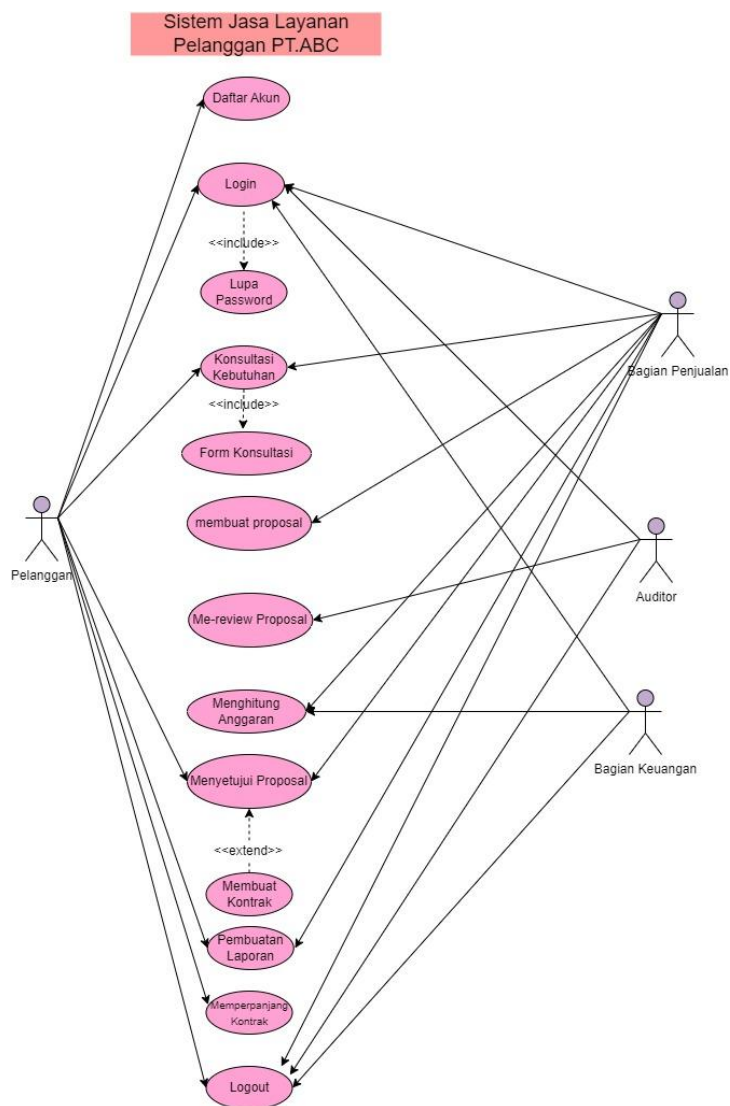 Sistem Jasa Layanan
Pelanggan PT.ABC
Daftar Akun
Login
<<include>>
Lupa
Password
Konsultasi
Kebutuhan
<<include>>
Form Konsultasi
membuat proposal
Me-review Proposal
Menghitung
Anggaran
Menyetujui Proposal
<<extend>>
Membuat
Kontrak
Pembuatan
Laporan
Memperpanjang
Kontrak
Logout
Pelanggan
Bagian Penjualan
Auditor
Bagian Keuangan